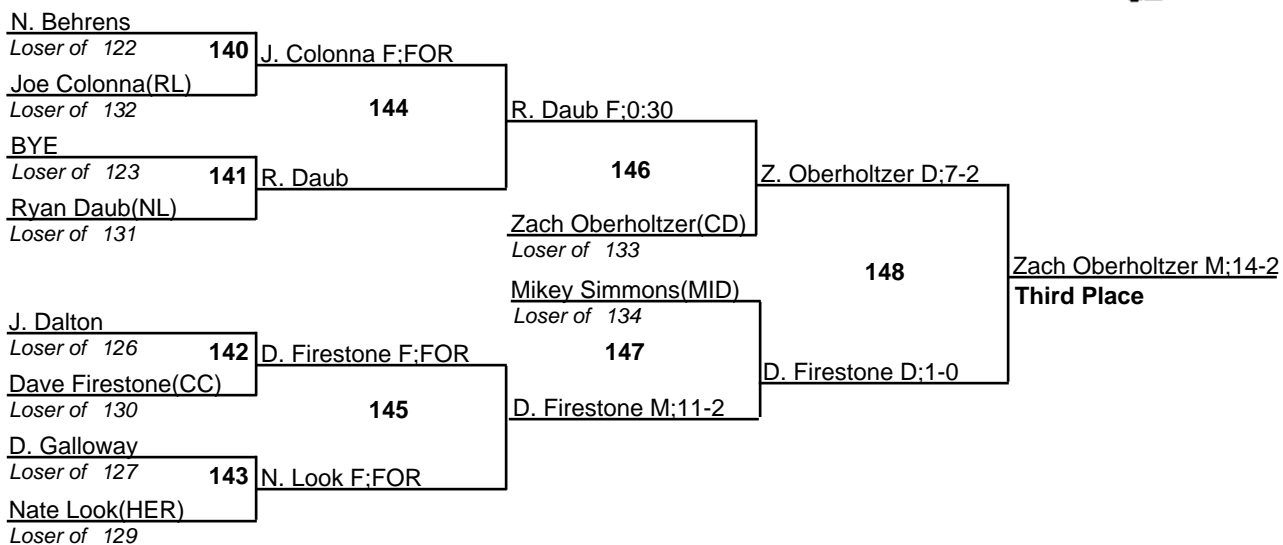 N. Behrens
Loser of 122
140
J. Colonna F;FOR
Joe Colonna(RL)
Loser of 132
144
R. Daub F;0:30
BYE
Loser of 123
141
R. Daub
146
Z. Oberholtzer D;7-2
Ryan Daub(NL)
Loser of 131
Zach Oberholtzer(CD)
Loser of 133
148
Zach Oberholtzer M;14-2
Third Place
Mikey Simmons(MID)
Loser of 134
J. Dalton
Loser of 126
142
D. Firestone F;FOR
147
D. Firestone D;1-0
Dave Firestone(CC)
Loser of 130
145
D. Firestone M;11-2
D. Galloway
Loser of 127
143
N. Look F;FOR
Nate Look(HER)
Loser of 129